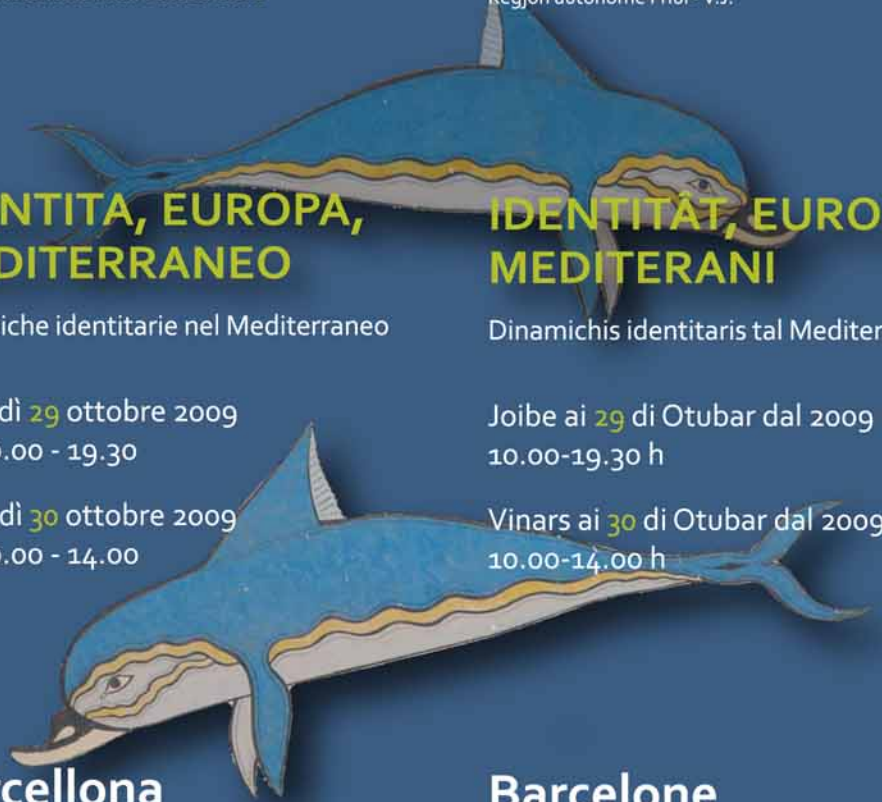 NTITA, EUROPA,
DITERRANEO
iche identitarie nel Mediterraneo
dì 29 ottobre 2009
.00 - 19.30
dì 30 ottobre 2009
.00 - 14.00
rcellona
IDENTITÂT, EURO
MEDITERANI
Dinamichis identitaris tal Mediter
Joibe ai 29 di Otubar dal 2009
10.00-19.30 h
Vinars ai 30 di Otubar dal 2009
10.00-14.00 h
Barcelone